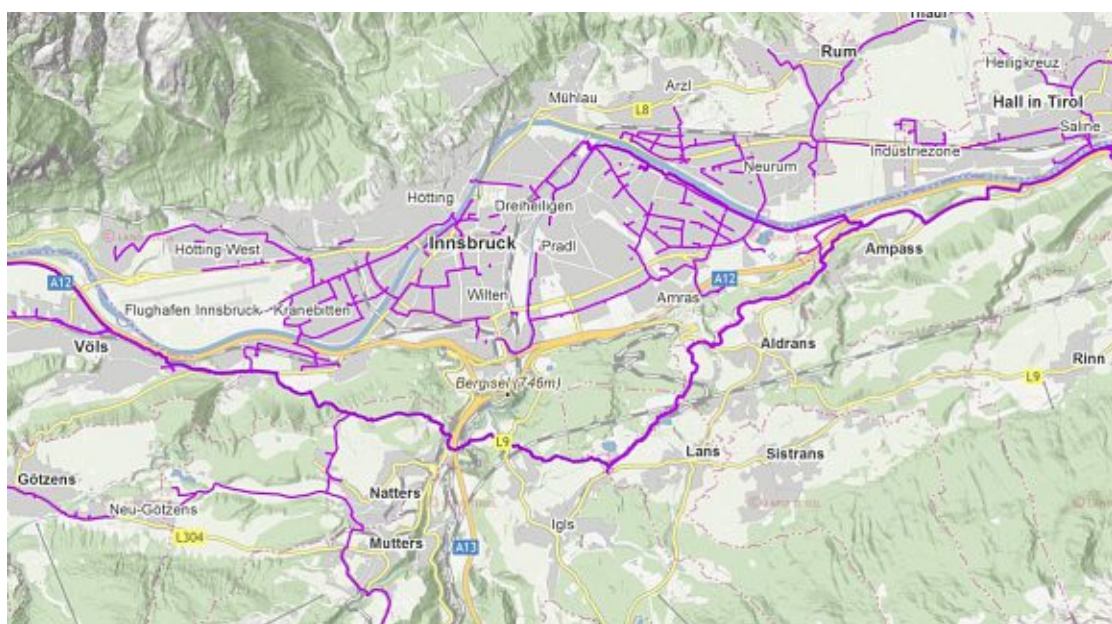 Thaur
Rum
Heiligkreuz
Arzl
Mühlau
L8
Hall in Tirol
Saline
Industriezone
Neurum
Hötting
Dreiheiligen
Innsbruck
Pradl
Hötting West
Ampass
A12
A12
Wilten
Amras
Flughafen Innsbruck
Kranebitten
Völs
Aldrans
Rinn
Bergisel (746m)
L9
L9
Lans
Sistrans
Götzens
Natters
Neu-Götzens
Igls
L304
Mutters
A13